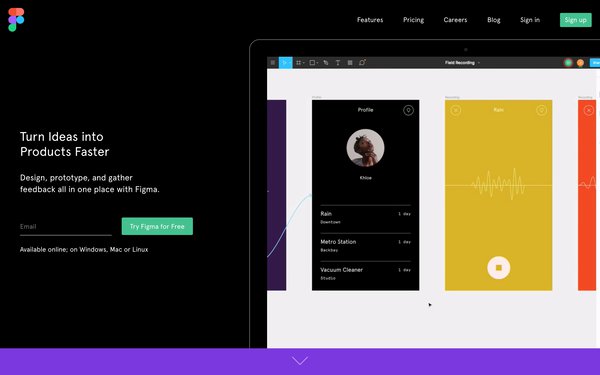 Features Pricing Careers Blog Sign in Sign up
Field Recording
Turn Ideas into
Products Faster
Design, prototype, and gather
feedback all in one place with Figma.
Email
Try Figma for Free
Available online; on Windows, Mac or Linux
Profile
Khloe
Rain 1 day
Downtown
Metro Station 1 day
Backbay
Vacuum Cleaner 1 day
Studio
Recording
Rain